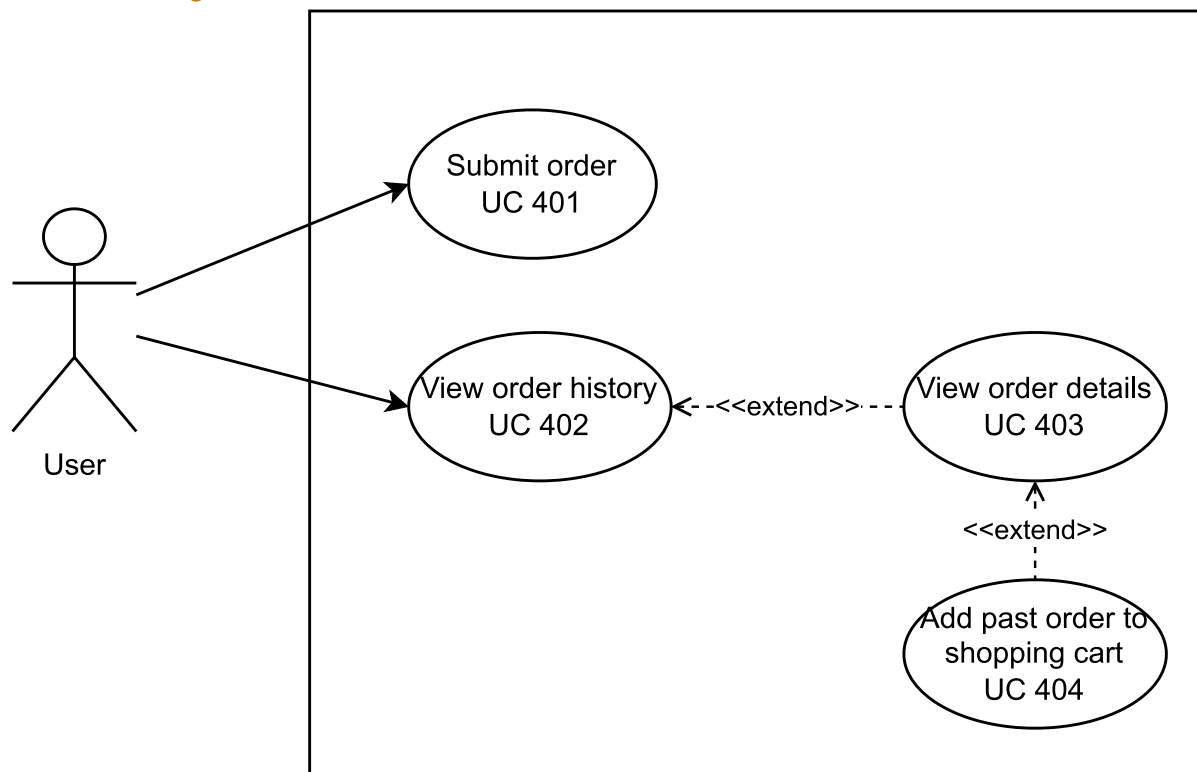 Submit order
UC 401
View order history
UC 402
<<extend>>
View order details
UC 403
User
<<extend>>
Add past order to
shopping cart
UC 404